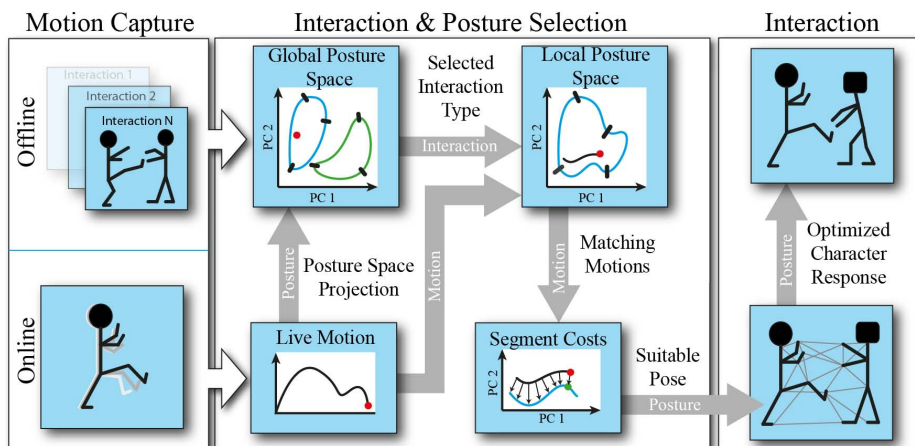 Motion Capture
Interaction & Posture Selection
Interaction
Offline
Interaction 1
Interaction 2
Interaction N
Global Posture
Space
PC 2
PC 1
Selected
Interaction
Type
Interaction
Local Posture
Space
PC 2
PC 1
Posture
Posture Space
Projection
Motion
Motion
Matching
Motions
Posture
Optimized
Character
Response
Online
Live Motion
Segment Costs
PC 2
PC 1
Suitable
Pose
Posture